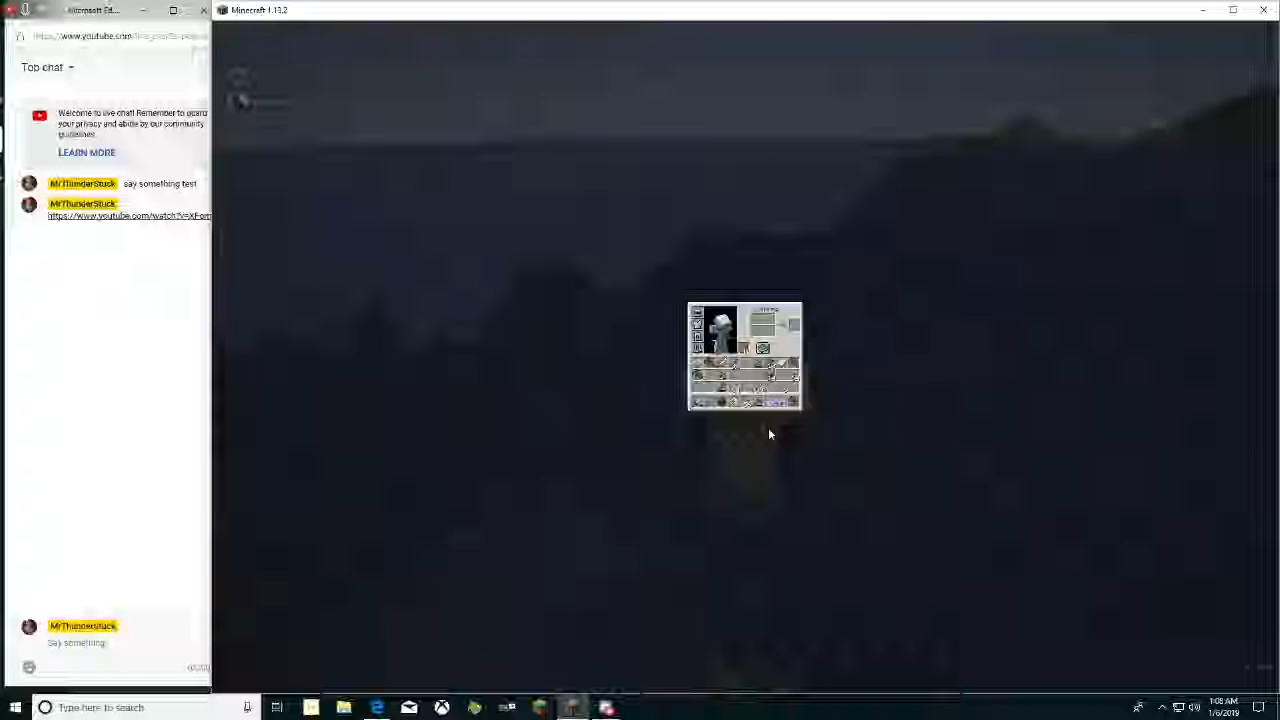 Microsoft Ed...
Minecraft 1.13.2
https://www.youtube.com/
Top chat
Welcome to live chat! Remember to guard
your privacy and abide by our community
guidelines.
LEARN MORE
MrThunderStuck say something test
MrThunderStuck
https://www.youtube.com/watch?v=XFom
MrThunderStuck
Say something
Type here to search
1:08 AM
1/6/2019